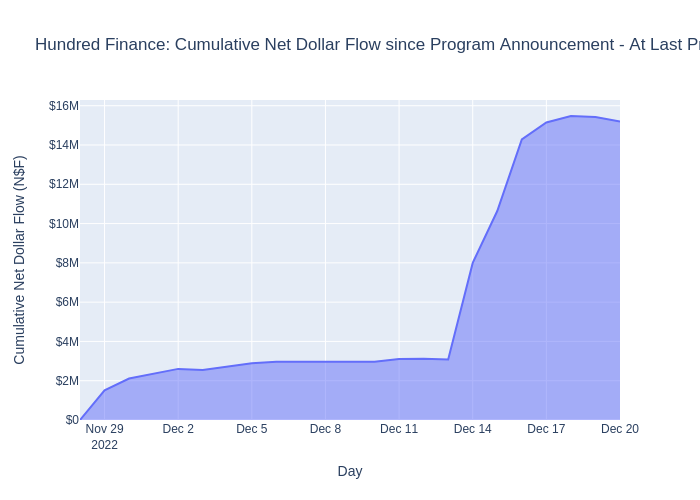 Hundred Finance: Cumulative Net Dollar Flow since Program Announcement - At Last
Cumulative Net Dollar Flow (N$F)
$16M
$14M
$12M
$10M
$8M
$6M
$4M
$2M
$0
Nov 29 Dec 2 Dec 5 Dec 8 Dec 11 Dec 14 Dec 17 Dec 20
2022
Day